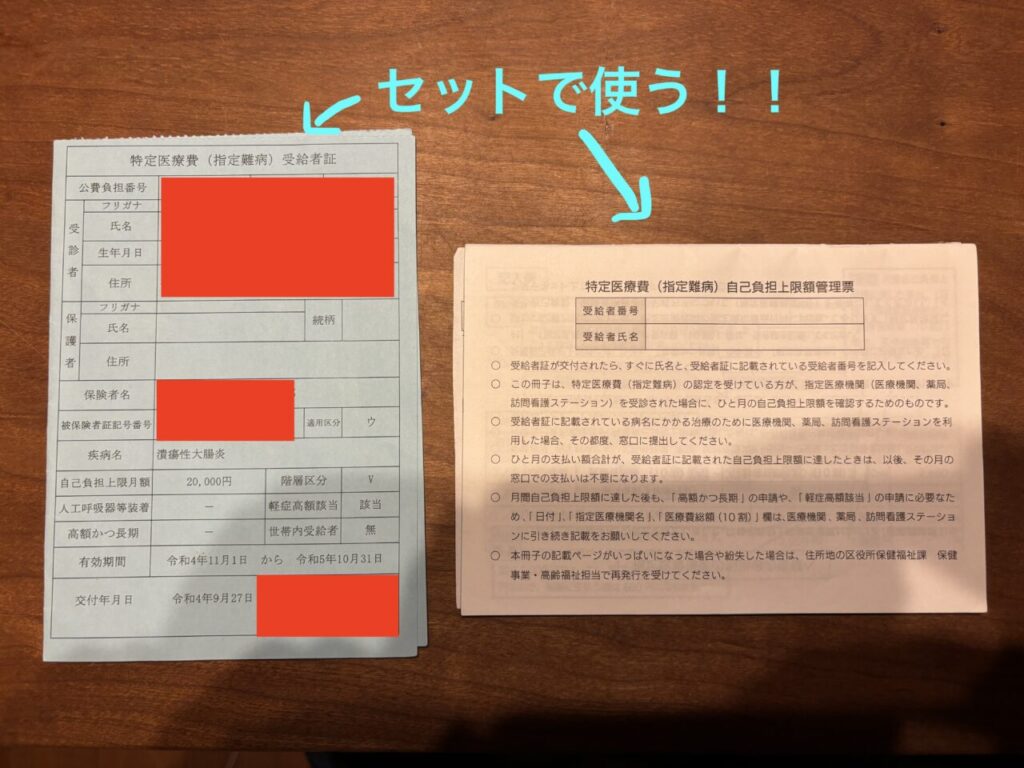 セットで使う！！
特定医療費（指定難病）受給者証
公費負担番号
受診者
フリガナ
氏名
生年月日
住所
保護者
フリガナ
氏名
続柄
住所
保険者名
被保険者証記号番号
適用区分 ウ
疾病名 潰瘍性大腸炎
自己負担上限月額 20,000円 階層区分 V
人工呼吸器等装着 － 軽症高額該当 該当
高額かつ長期 － 世帯内受給者 無
有効期間 令和4年11月1日 から 令和5年10月31日
交付年月日 令和4年9月27日
特定医療費（指定難病）自己負担上限額管理票
受給者番号
受給者氏名
○ 受給者証が交付されたら、すぐに氏名と、受給者証に記載されている受給者番号を記入してください。
○ この冊子は、特定医療費（指定難病）の認定を受けている方が、指定医療機関（医療機関、薬局、
訪問看護ステーション）を受診された場合に、ひと月の自己負担上限額を確認するためのものです。
○ 受給者証に記載されている病名にかかる治療のために医療機関、薬局、訪問看護ステーションを利
用した場合、その都度、窓口に提出してください。
○ ひと月の支払い額合計が、受給者証に記載された自己負担上限額に達したときは、以後、その月の
窓口での支払いは不要になります。
○ 月間自己負担上限額に達した後も、「高額かつ長期」の申請や、「軽症高額該当」の申請に必要なた
め、「日付」、「指定医療機関名」、「医療費総額（10割）」欄は、医療機関、薬局、訪問看護ステーション
に引き続き記載をお願いしてください。
○ 本冊子の記載ページがいっぱいになった場合や紛失した場合は、住所地の区役所保健福祉課 保健
事業・高齢福祉担当で再発行を受けてください。